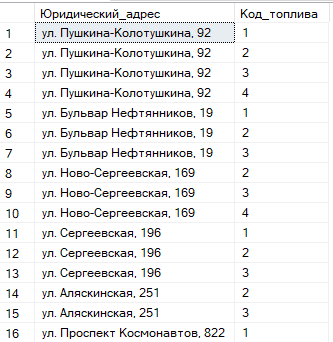 Юридический_адрес Код_топлива
1 ул. Пушкина-Колотушкина, 92 1
2 ул. Пушкина-Колотушкина, 92 2
3 ул. Пушкина-Колотушкина, 92 3
4 ул. Пушкина-Колотушкина, 92 4
5 ул. Бульвар Нефтянников, 19 1
6 ул. Бульвар Нефтянников, 19 2
7 ул. Бульвар Нефтянников, 19 3
8 ул. Ново-Сергеевская, 169 2
9 ул. Ново-Сергеевская, 169 3
10 ул. Ново-Сергеевская, 169 4
11 ул. Сергеевская, 196 1
12 ул. Сергеевская, 196 2
13 ул. Сергеевская, 196 3
14 ул. Аляскинская, 251 2
15 ул. Аляскинская, 251 3
16 ул. Проспект Космонавтов, 822 1